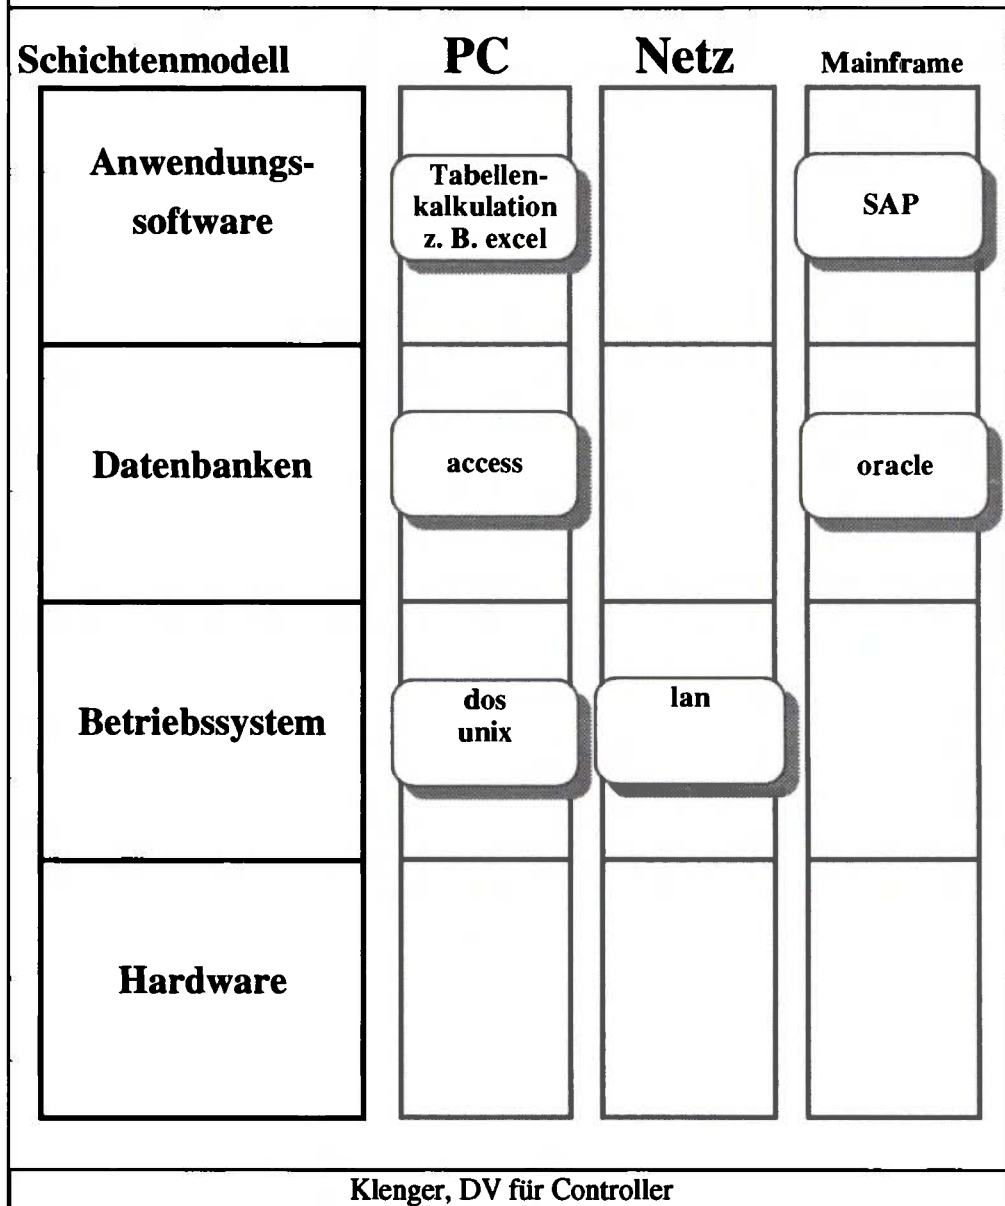 Schichtenmodell PC Netz Mainframe
Anwendungs-
software
Tabellen-
kalkulation
z. B. excel
SAP
Datenbanken
access
oracle
Betriebssystem
dos
unix
lan
Hardware
Klenger, DV für Controller